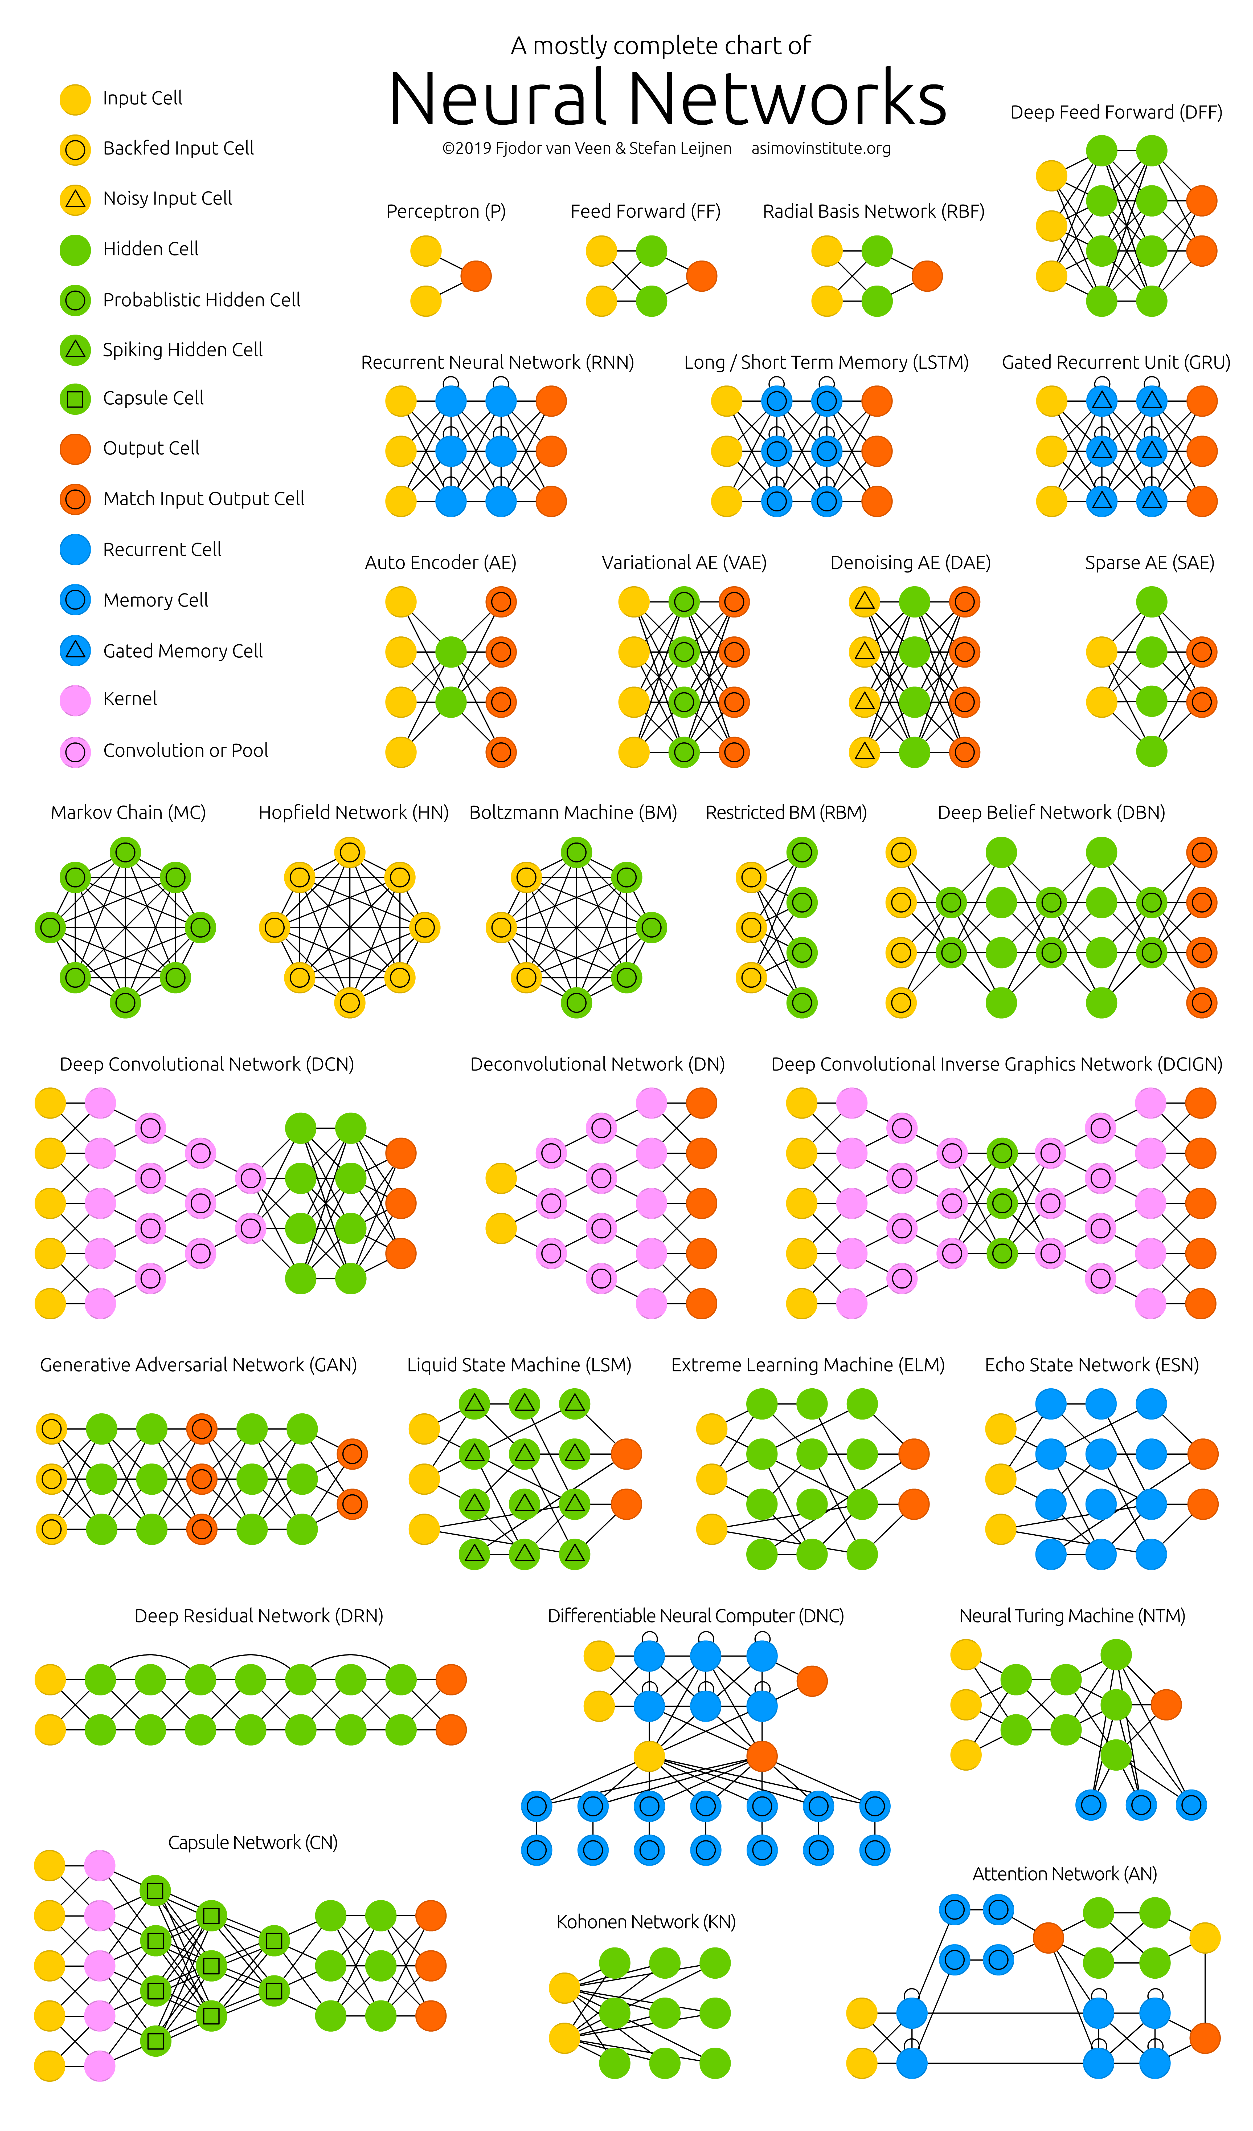 A mostly complete chart of
Neural Networks
©2019 Fjodor van Veen & Stefan Leijnen asimovinstitute.org
Input Cell
Backfed Input Cell
Noisy Input Cell
Hidden Cell
Probablistic Hidden Cell
Spiking Hidden Cell
Capsule Cell
Output Cell
Match Input Output Cell
Recurrent Cell
Memory Cell
Gated Memory Cell
Kernel
Convolution or Pool
Deep Feed Forward (DFF)
Perceptron (P)
Feed Forward (FF)
Radial Basis Network (RBF)
Recurrent Neural Network (RNN)
Long / Short Term Memory (LSTM)
Gated Recurrent Unit (GRU)
Auto Encoder (AE)
Variational AE (VAE)
Denoising AE (DAE)
Sparse AE (SAE)
Markov Chain (MC)
Hopfield Network (HN)
Boltzmann Machine (BM)
Restricted BM (RBM)
Deep Belief Network (DBN)
Deep Convolutional Network (DCN)
Deconvolutional Network (DN)
Deep Convolutional Inverse Graphics Network (DCIGN)
Generative Adversarial Network (GAN)
Liquid State Machine (LSM)
Extreme Learning Machine (ELM)
Echo State Network (ESN)
Deep Residual Network (DRN)
Differentiable Neural Computer (DNC)
Neural Turing Machine (NTM)
Capsule Network (CN)
Kohonen Network (KN)
Attention Network (AN)